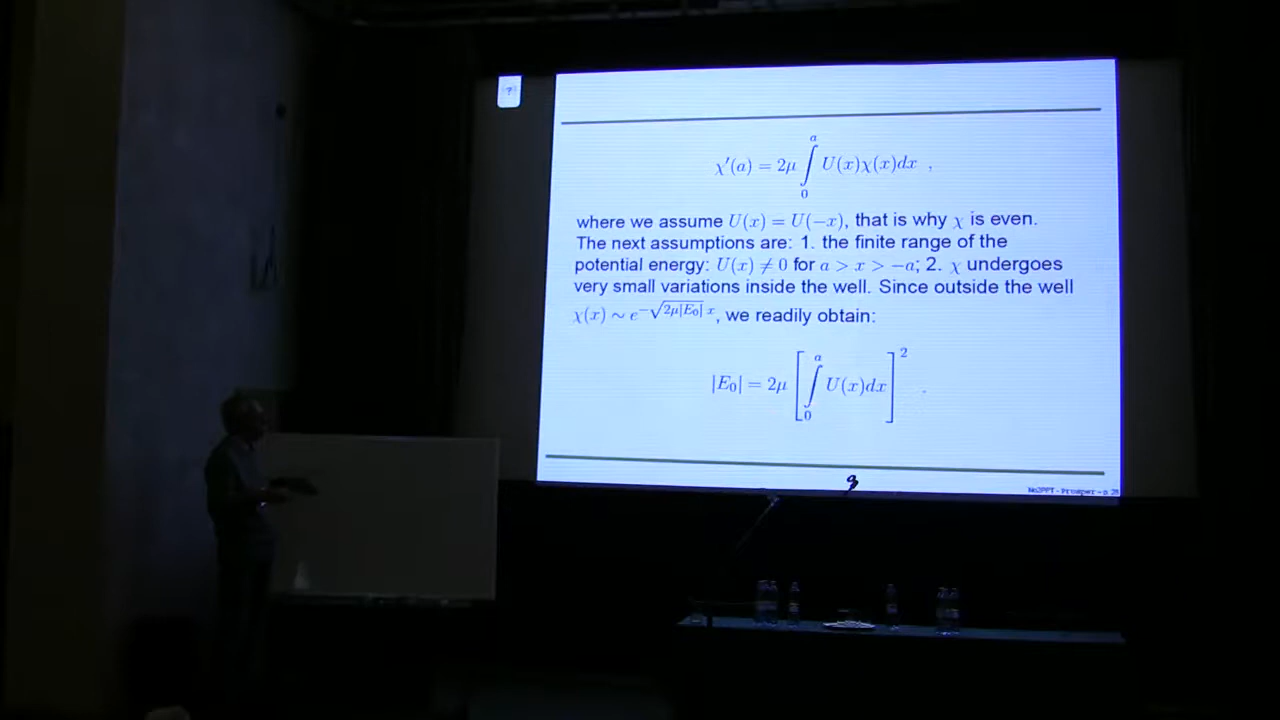 ?
χ′(a) = 2μ ∫₀ᵃ U(x)χ(x)dx ,
where we assume U(x) = U(−x), that is why χ is even.
The next assumptions are: 1. the finite range of the
potential energy: U(x) ≠ 0 for a > x > −a; 2. χ undergoes
very small variations inside the well. Since outside the well
χ(x) ∼ e^{−√(2μ|E₀|) x}, we readily obtain:
|E₀| = 2μ [∫₀ᵃ U(x)dx]² .